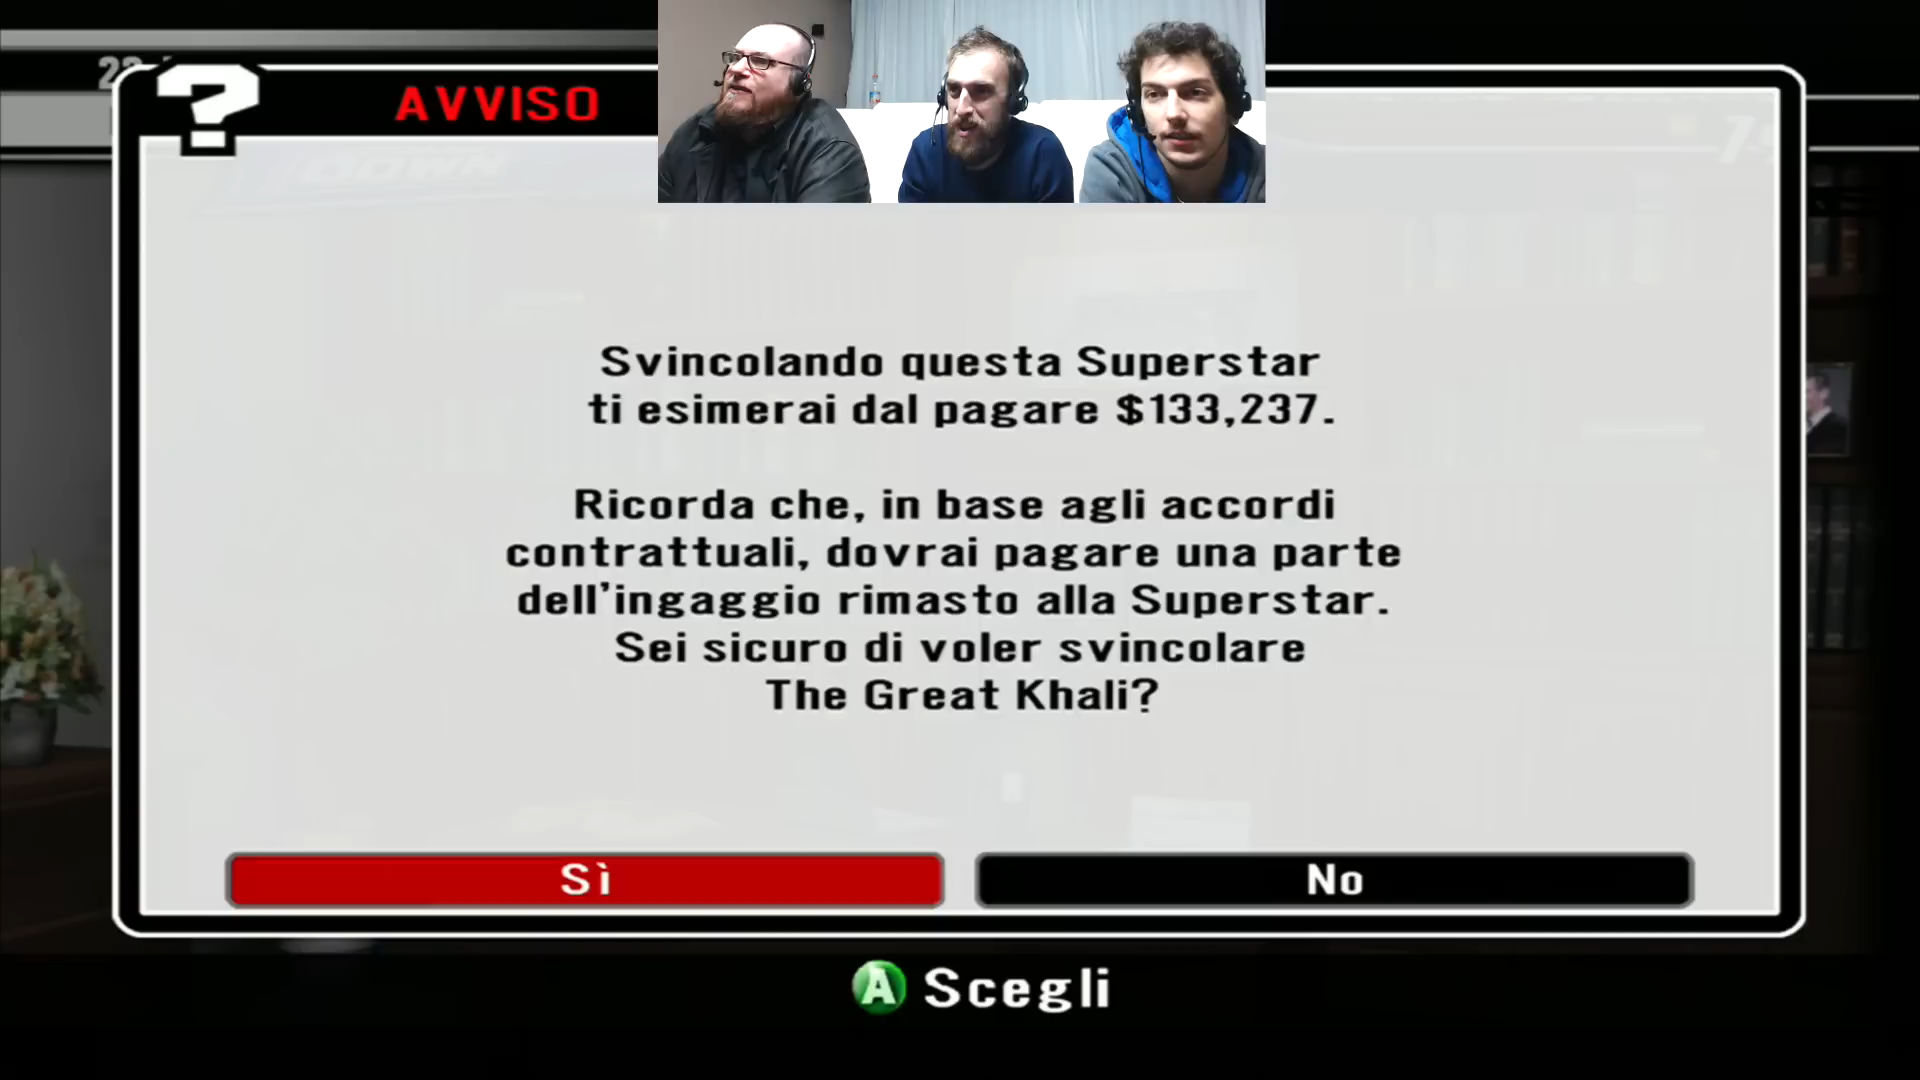 ?
AVVISO
DOWN
Svincolando questa Superstar
ti esimerai dal pagare $133,237.
Ricorda che, in base agli accordi
contrattuali, dovrai pagare una parte
dell'ingaggio rimasto alla Superstar.
Sei sicuro di voler svincolare
The Great Khali?
Sì
No
A Scegli